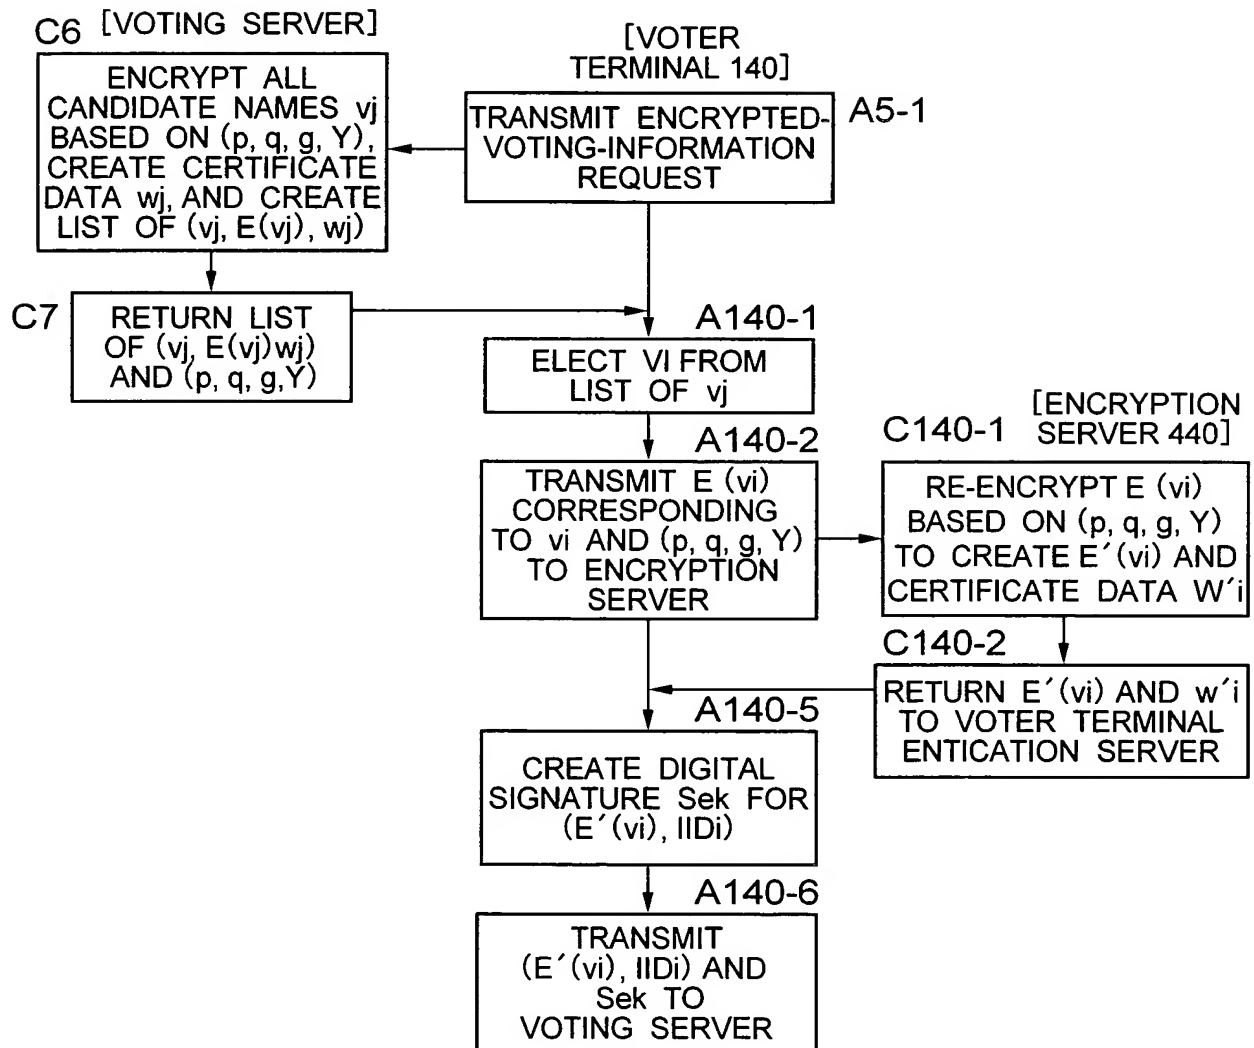 C6 [VOTING SERVER]
ENCRYPT ALL
CANDIDATE NAMES vj
BASED ON (p, q, g, Y),
CREATE CERTIFICATE
DATA wj, AND CREATE
LIST OF (vj, E(vj), wj)
[VOTER
TERMINAL 140]
TRANSMIT ENCRYPTED-
VOTING-INFORMATION
REQUEST
A5-1
C7
RETURN LIST
OF (vj, E(vj)wj)
AND (p, q, g,Y)
A140-1
ELECT VI FROM
LIST OF vj
A140-2
TRANSMIT E (vi)
CORRESPONDING
TO vi AND (p, q, g, Y)
TO ENCRYPTION
SERVER
C140-1
[ENCRYPTION
SERVER 440]
RE-ENCRYPT E (vi)
BASED ON (p, q, g, Y)
TO CREATE E´(vi) AND
CERTIFICATE DATA W´i
C140-2
RETURN E´(vi) AND w´i
TO VOTER TERMINAL
ENTICATION SERVER
A140-5
CREATE DIGITAL
SIGNATURE Sek FOR
(E´(vi), IIDi)
A140-6
TRANSMIT
(E´(vi), IIDi) AND
Sek TO
VOTING SERVER